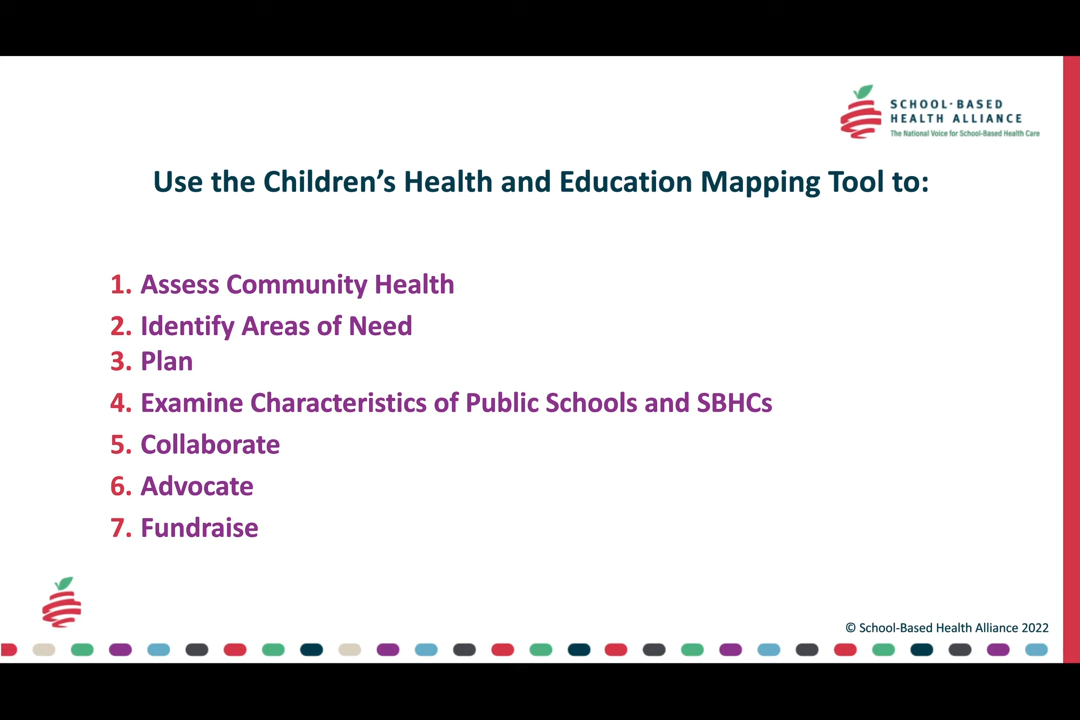 SCHOOL-BASED
HEALTH ALLIANCE
The National Voice for School-Based Health Care
Use the Children’s Health and Education Mapping Tool to:
1. Assess Community Health
2. Identify Areas of Need
3. Plan
4. Examine Characteristics of Public Schools and SBHCs
5. Collaborate
6. Advocate
7. Fundraise
© School-Based Health Alliance 2022